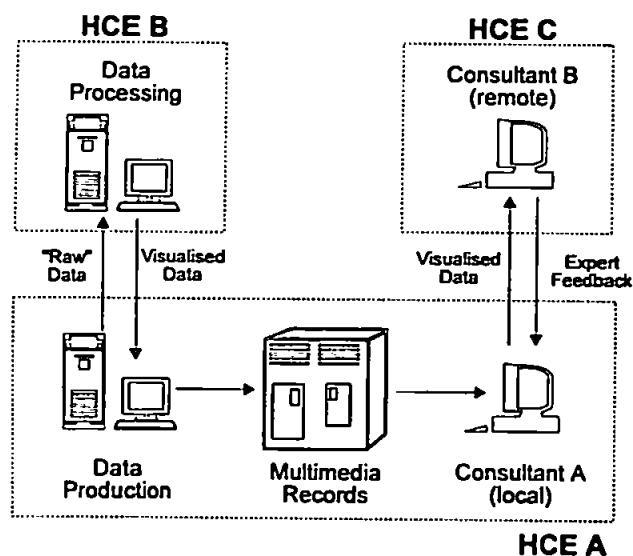 HCE B
HCE C
Data
Processing
Consultant B
(remote)
"Raw"
Data
Visualised
Data
Visualised
Data
Expert
Feedback
Data
Production
Multimedia
Records
Consultant A
(local)
HCE A